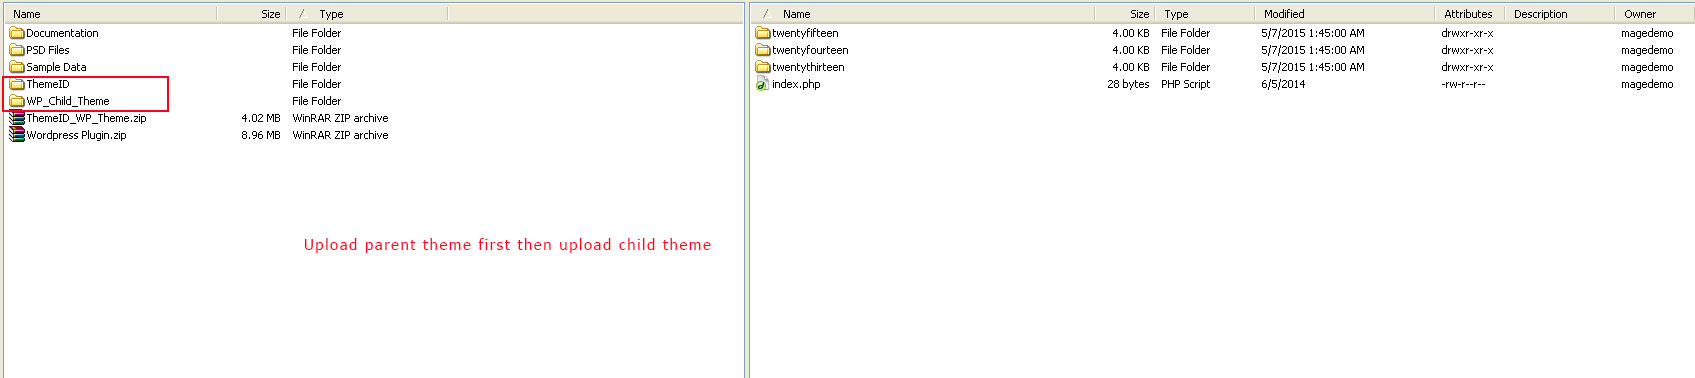 Name Size Type
Documentation File Folder
PSD Files File Folder
Sample Data File Folder
ThemeID File Folder
WP_Child_Theme File Folder
ThemeID_WP_Theme.zip 4.02 MB WinRAR ZIP archive
Wordpress Plugin.zip 8.96 MB WinRAR ZIP archive
Upload parent theme first then upload child theme
Name Size Type Modified Attributes Description Owner
twentyfifteen 4.00 KB File Folder 5/7/2015 1:45:00 AM drwxr-xr-x magedemo
twentyfourteen 4.00 KB File Folder 5/7/2015 1:45:00 AM drwxr-xr-x magedemo
twentythirteen 4.00 KB File Folder 5/7/2015 1:45:00 AM drwxr-xr-x magedemo
index.php 28 bytes PHP Script 6/5/2014 -rw-r--r-- magedemo